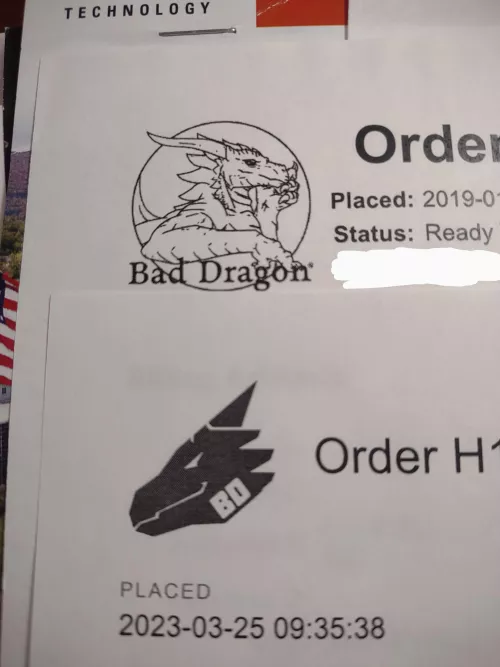 TECHNOLOGY
Order
Placed: 2019-01
Status: Ready
Bad Dragon®
Order H1
BD
PLACED
2023-03-25 09:35:38